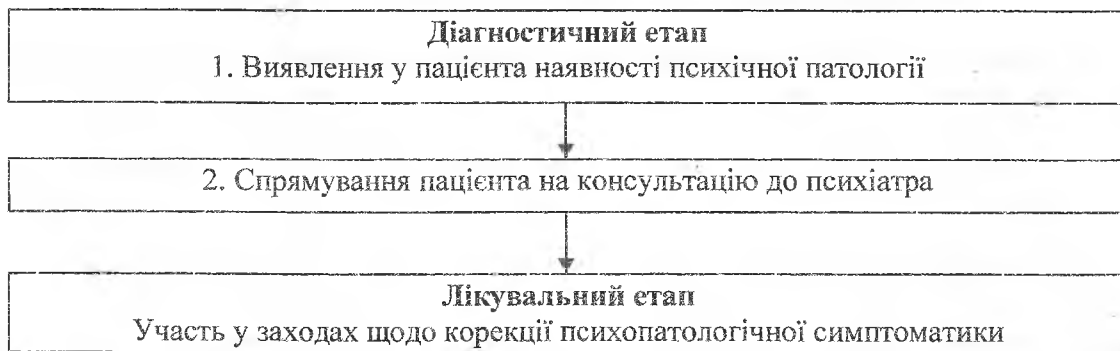 Діагностичний етап
1. Виявлення у пацієнта наявності психічної патології
2. Спрямування пацієнта на консультацію до психіатра
Лікувальний етап
Участь у заходах щодо корекції психопатологічної симптоматики